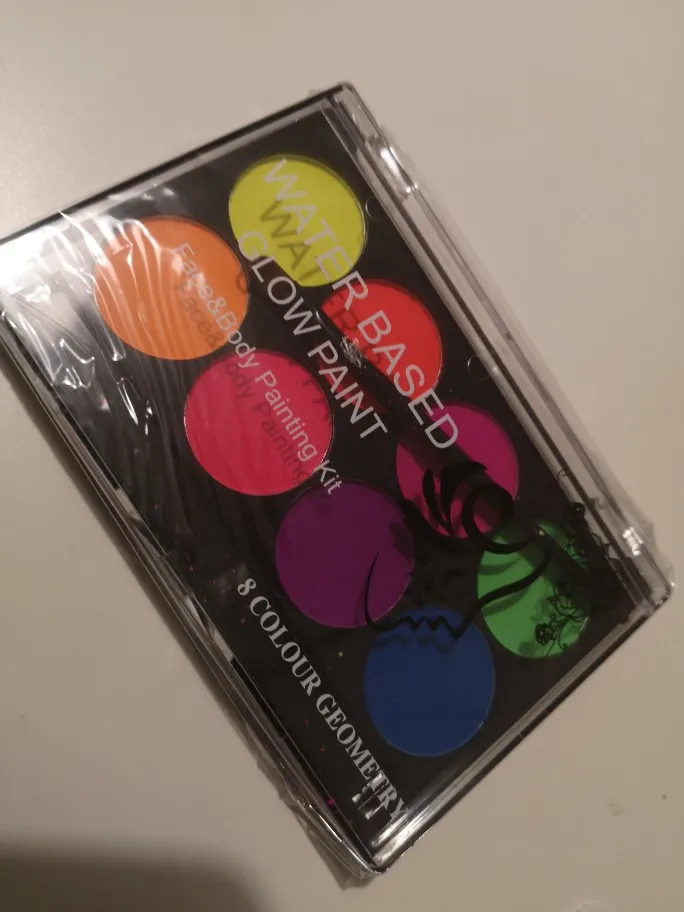 WATER BASED
GLOW PAINT
Face&Body Painting Kit
8 COLOUR GEOMETRY